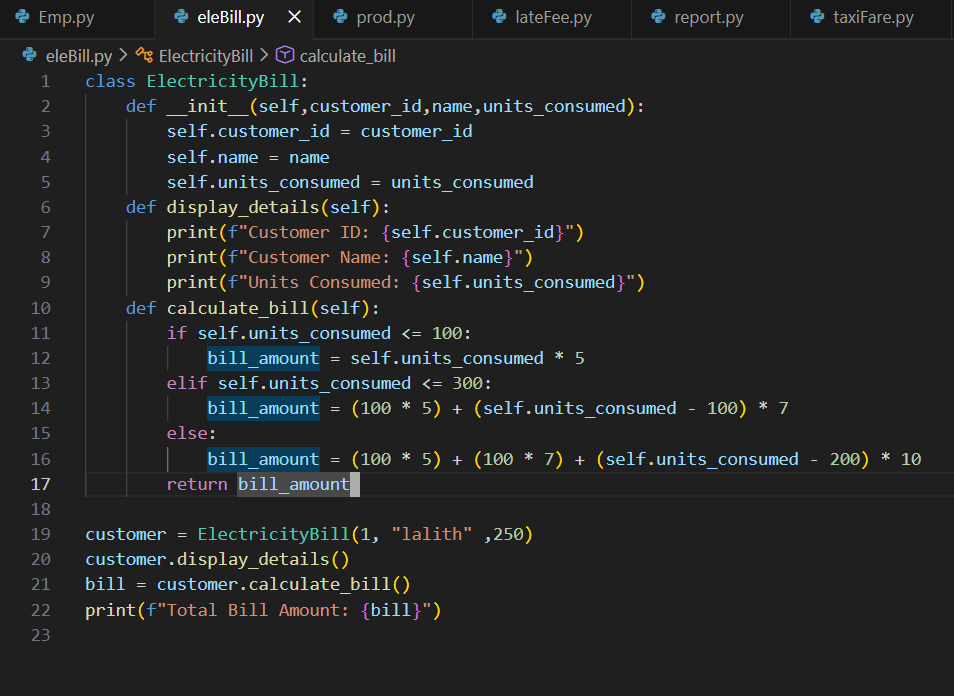 Emp.py eleBill.py × prod.py lateFee.py report.py taxiFare.py
eleBill.py > ElectricityBill > calculate_bill
1 class ElectricityBill:
2     def __init__(self,customer_id,name,units_consumed):
3         self.customer_id = customer_id
4         self.name = name
5         self.units_consumed = units_consumed
6     def display_details(self):
7         print(f"Customer ID: {self.customer_id}")
8         print(f"Customer Name: {self.name}")
9         print(f"Units Consumed: {self.units_consumed}")
10     def calculate_bill(self):
11         if self.units_consumed <= 100:
12             bill_amount = self.units_consumed * 5
13         elif self.units_consumed <= 300:
14             bill_amount = (100 * 5) + (self.units_consumed - 100) * 7
15         else:
16             bill_amount = (100 * 5) + (100 * 7) + (self.units_consumed - 200) * 10
17         return bill_amount
18
19 customer = ElectricityBill(1, "lalith" ,250)
20 customer.display_details()
21 bill = customer.calculate_bill()
22 print(f"Total Bill Amount: {bill}")
23